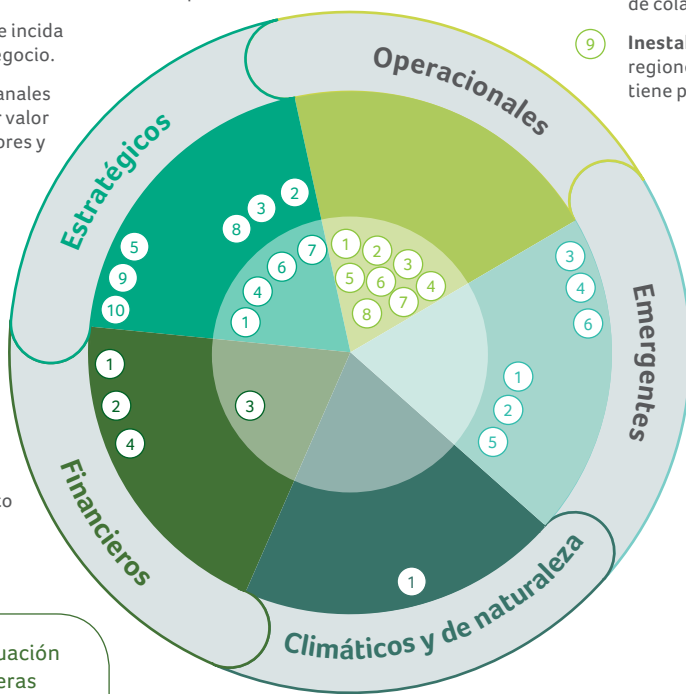 e incida
egocio.
anales
r valor
ores y
de cola
9 Inestal
regione
tiene p
Operacionales
Estratégicos
Emergentes
Financieros
Climáticos y de naturaleza
2
3
8
5
9
10
7
6
4
1
1
2
3
4
5
6
7
8
3
4
6
1
2
5
1
2
4
3
1
to
uación
eras